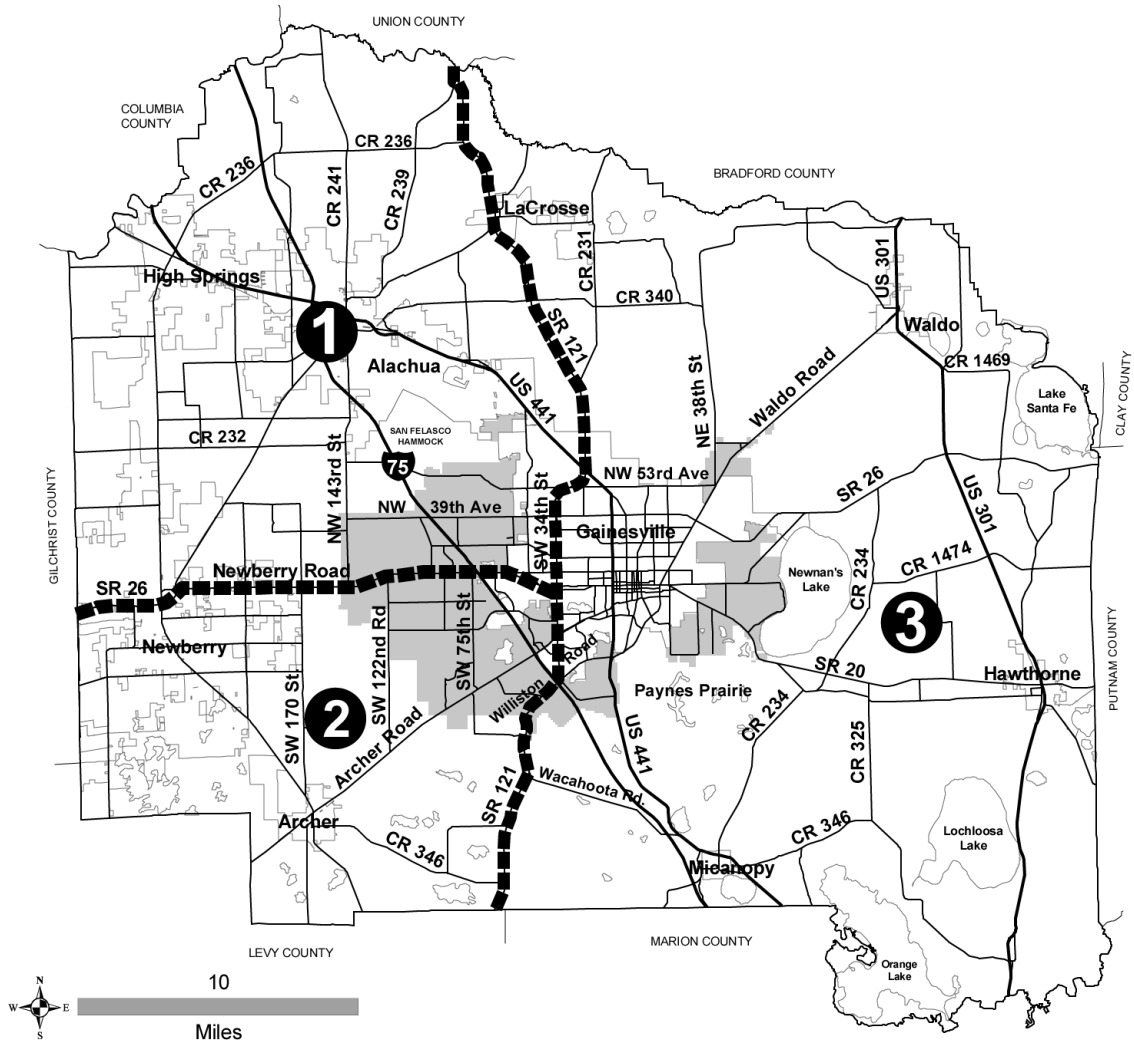 UNION COUNTY
COLUMBIA
COUNTY
CR 236
CR 236
CR 241
CR 239
BRADFORD COUNTY
LaCrosse
CR 231
US 301
High Springs
CR 340
1
SR 121
Waldo
Alachua
CR 1469
CLAY COUNTY
US 441
NE 38th St
Waldo Road
Lake
Santa Fe
SAN FELASCO
HAMMOCK
CR 232
NW 143rd St
75
NW 53rd Ave
SR 26
US 301
GILCHRIST COUNTY
NW 39th Ave
SW 34th St
Gainesville
CR 1474
Newberry Road
SR 26
Newnan's
Lake
CR 234
3
SW 122nd Rd
SW 75th St
Newberry
Williston Road
SR 20
Hawthorne
PUTNAM COUNTY
Paynes Prairie
SW 170 St
2
Archer Road
CR 234
US 441
CR 325
Wacahoota Rd.
SR 121
Archer
CR 346
CR 346
Lochloosa
Lake
Micanopy
LEVY COUNTY
MARION COUNTY
Orange
Lake
N
W E
S
10
Miles